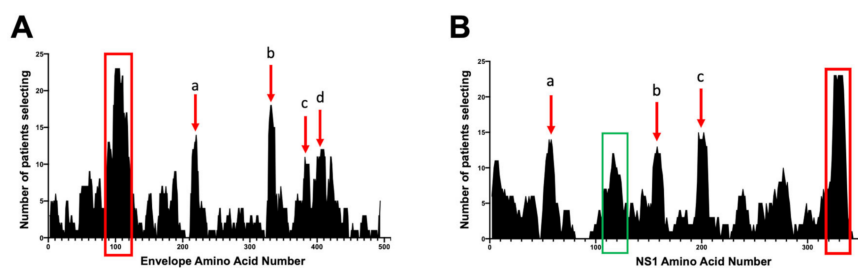 A
B
Number of patients selecting
25
20
15
10
5
0
a
b
c
d
0
100
200
300
400
500
Envelope Amino Acid Number
NS1 Amino Acid Number
Number of patients selecting
25
20
15
10
5
0
a
b
c
0
100
200
300